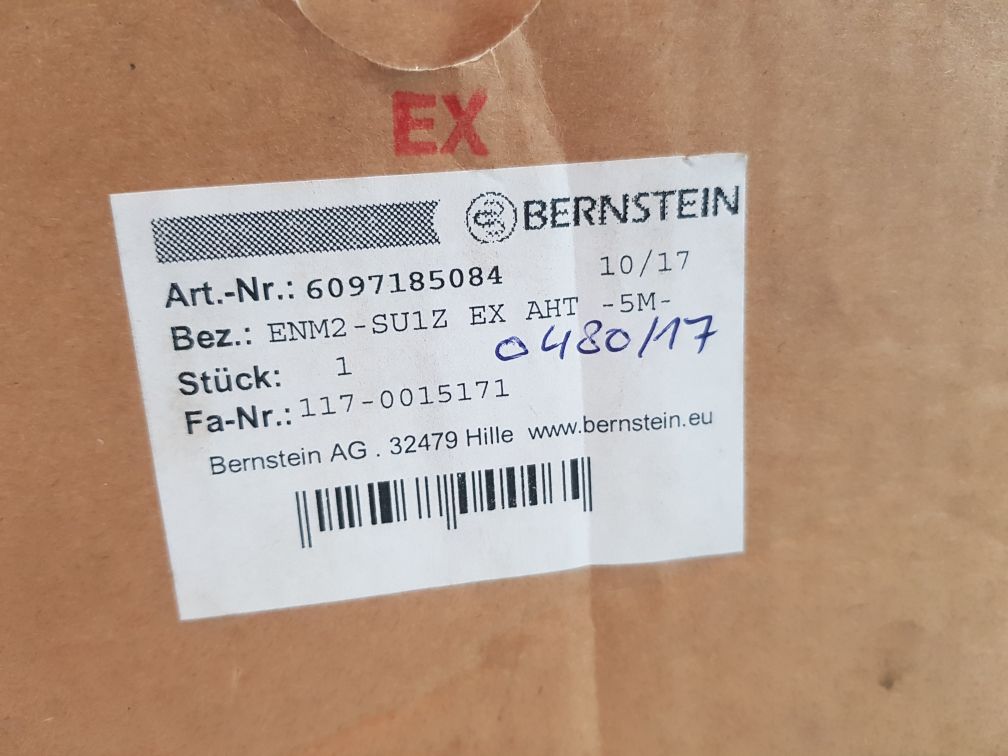 EX
BERNSTEIN
Art.-Nr.: 6097185084 10/17
Bez.: ENM2-SU1Z EX AHT -5M-
0480/17
Stück: 1
Fa-Nr.: 117-0015171
Bernstein AG . 32479 Hille www.bernstein.eu